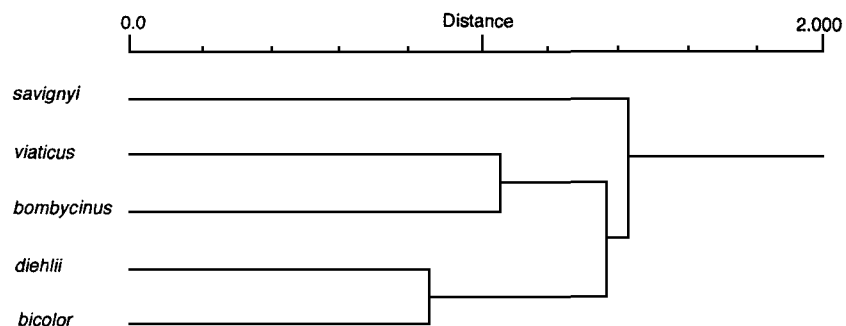 0.0 Distance 2.000
savignyi
viaticus
bombycinus
diehlii
bicolor